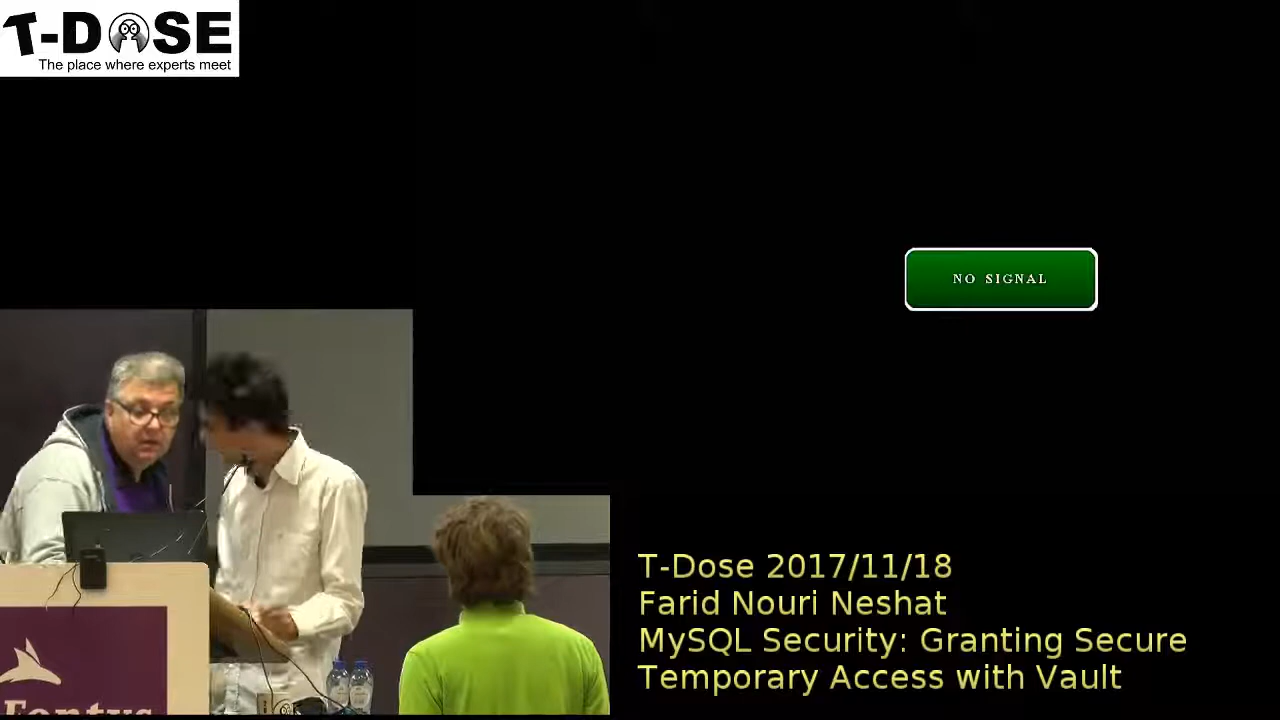 T-DOSE
The place where experts meet
NO SIGNAL
T-Dose 2017/11/18
Farid Nouri Neshat
MySQL Security: Granting Secure
Temporary Access with Vault
Fontys